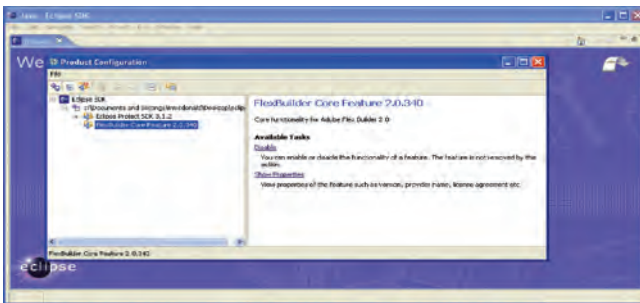 Eclipse SDK
We
Product Configuration
File
Eclipse SDK
Eclipse Project SDK 3.1.2
FlexBuilder Core Feature 2.0.340
FlexBuilder Core Feature 2.0.340
Core functionality for Adobe Flex Builder 2.0
Available Tasks
Disable
You can enable or disable the functionality of a feature. The feature is not removed by the
action.
Show Properties
View properties of the feature such as version, provider name, license agreement etc.
FlexBuilder Core Feature 2.0.340
eclipse